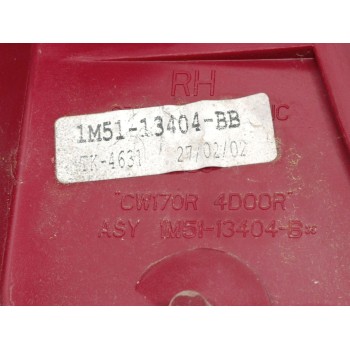 RH
1M51-13404-BB
TK-4631 27/02/02
"CW170R 4DOOR"
ASY 1M51-13404-B*